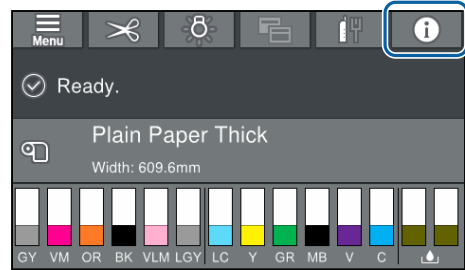 Menu
i
Ready.
Plain Paper Thick
Width: 609.6mm
GY VM OR BK VLM LGY LC Y GR MB V C